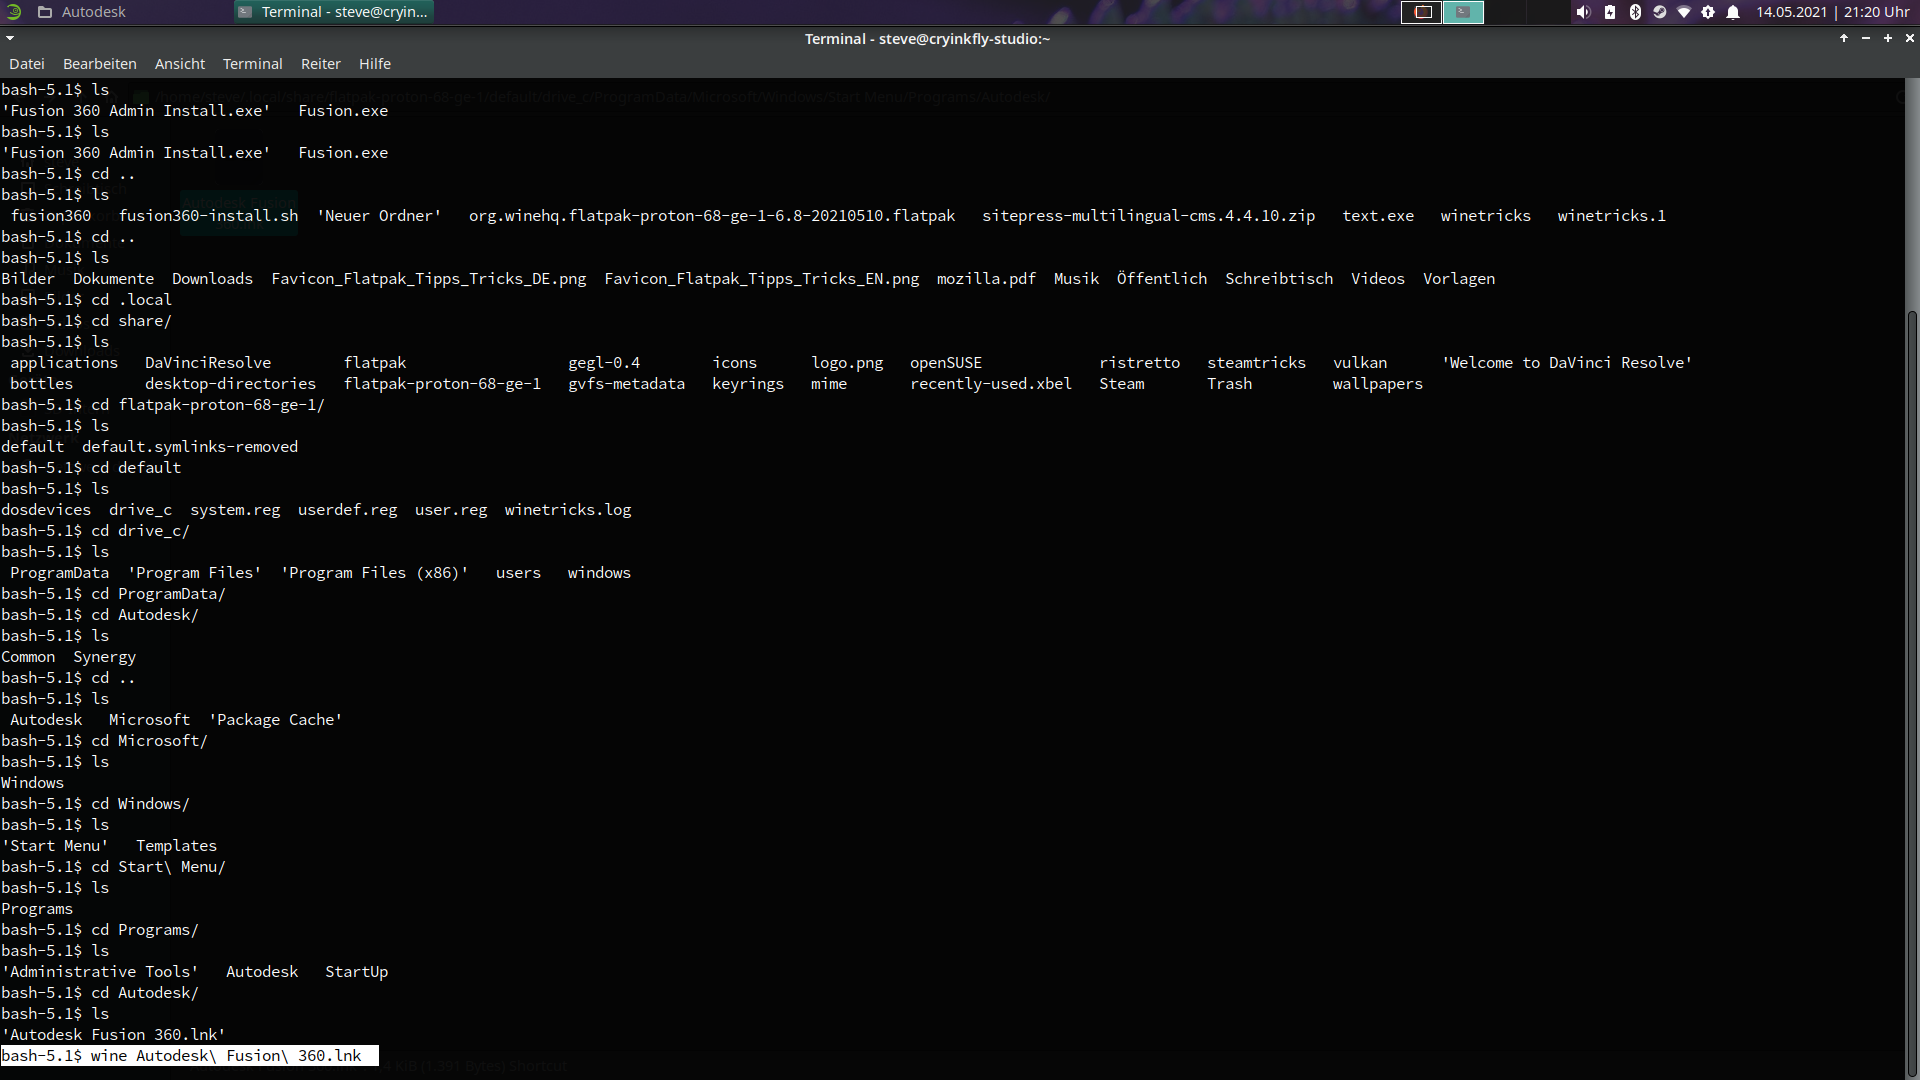 Autodesk Terminal - steve@cryin... 14.05.2021 | 21:20 Uhr
Terminal - steve@cryinkfly-studio:~
Datei Bearbeiten Ansicht Terminal Reiter Hilfe
bash-5.1$ ls
'Fusion 360 Admin Install.exe' Fusion.exe
bash-5.1$ ls
'Fusion 360 Admin Install.exe' Fusion.exe
bash-5.1$ cd ..
bash-5.1$ ls
fusion360 fusion360-install.sh 'Neuer Ordner' org.winehq.flatpak-proton-68-ge-1-6.8-20210510.flatpak sitepress-multilingual-cms.4.4.10.zip text.exe winetricks winetricks.1
bash-5.1$ cd ..
bash-5.1$ ls
Bilder Dokumente Downloads Favicon_Flatpak_Tipps_Tricks_DE.png Favicon_Flatpak_Tipps_Tricks_EN.png mozilla.pdf Musik Öffentlich Schreibtisch Videos Vorlagen
bash-5.1$ cd .local
bash-5.1$ cd share/
bash-5.1$ ls
applications DaVinciResolve flatpak gegl-0.4 icons logo.png openSUSE ristretto steamtricks vulkan 'Welcome to DaVinci Resolve'
bottles desktop-directories flatpak-proton-68-ge-1 gvfs-metadata keyrings mime recently-used.xbel Steam Trash wallpapers
bash-5.1$ cd flatpak-proton-68-ge-1/
bash-5.1$ ls
default default.symlinks-removed
bash-5.1$ cd default
bash-5.1$ ls
dosdevices drive_c system.reg userdef.reg user.reg winetricks.log
bash-5.1$ cd drive_c/
bash-5.1$ ls
ProgramData 'Program Files' 'Program Files (x86)' users windows
bash-5.1$ cd ProgramData/
bash-5.1$ cd Autodesk/
bash-5.1$ ls
Common Synergy
bash-5.1$ cd ..
bash-5.1$ ls
Autodesk Microsoft 'Package Cache'
bash-5.1$ cd Microsoft/
bash-5.1$ ls
Windows
bash-5.1$ cd Windows/
bash-5.1$ ls
'Start Menu' Templates
bash-5.1$ cd Start\ Menu/
bash-5.1$ ls
Programs
bash-5.1$ cd Programs/
bash-5.1$ ls
'Administrative Tools' Autodesk StartUp
bash-5.1$ cd Autodesk/
bash-5.1$ ls
'Autodesk Fusion 360.lnk'
bash-5.1$ wine Autodesk\ Fusion\ 360.lnk